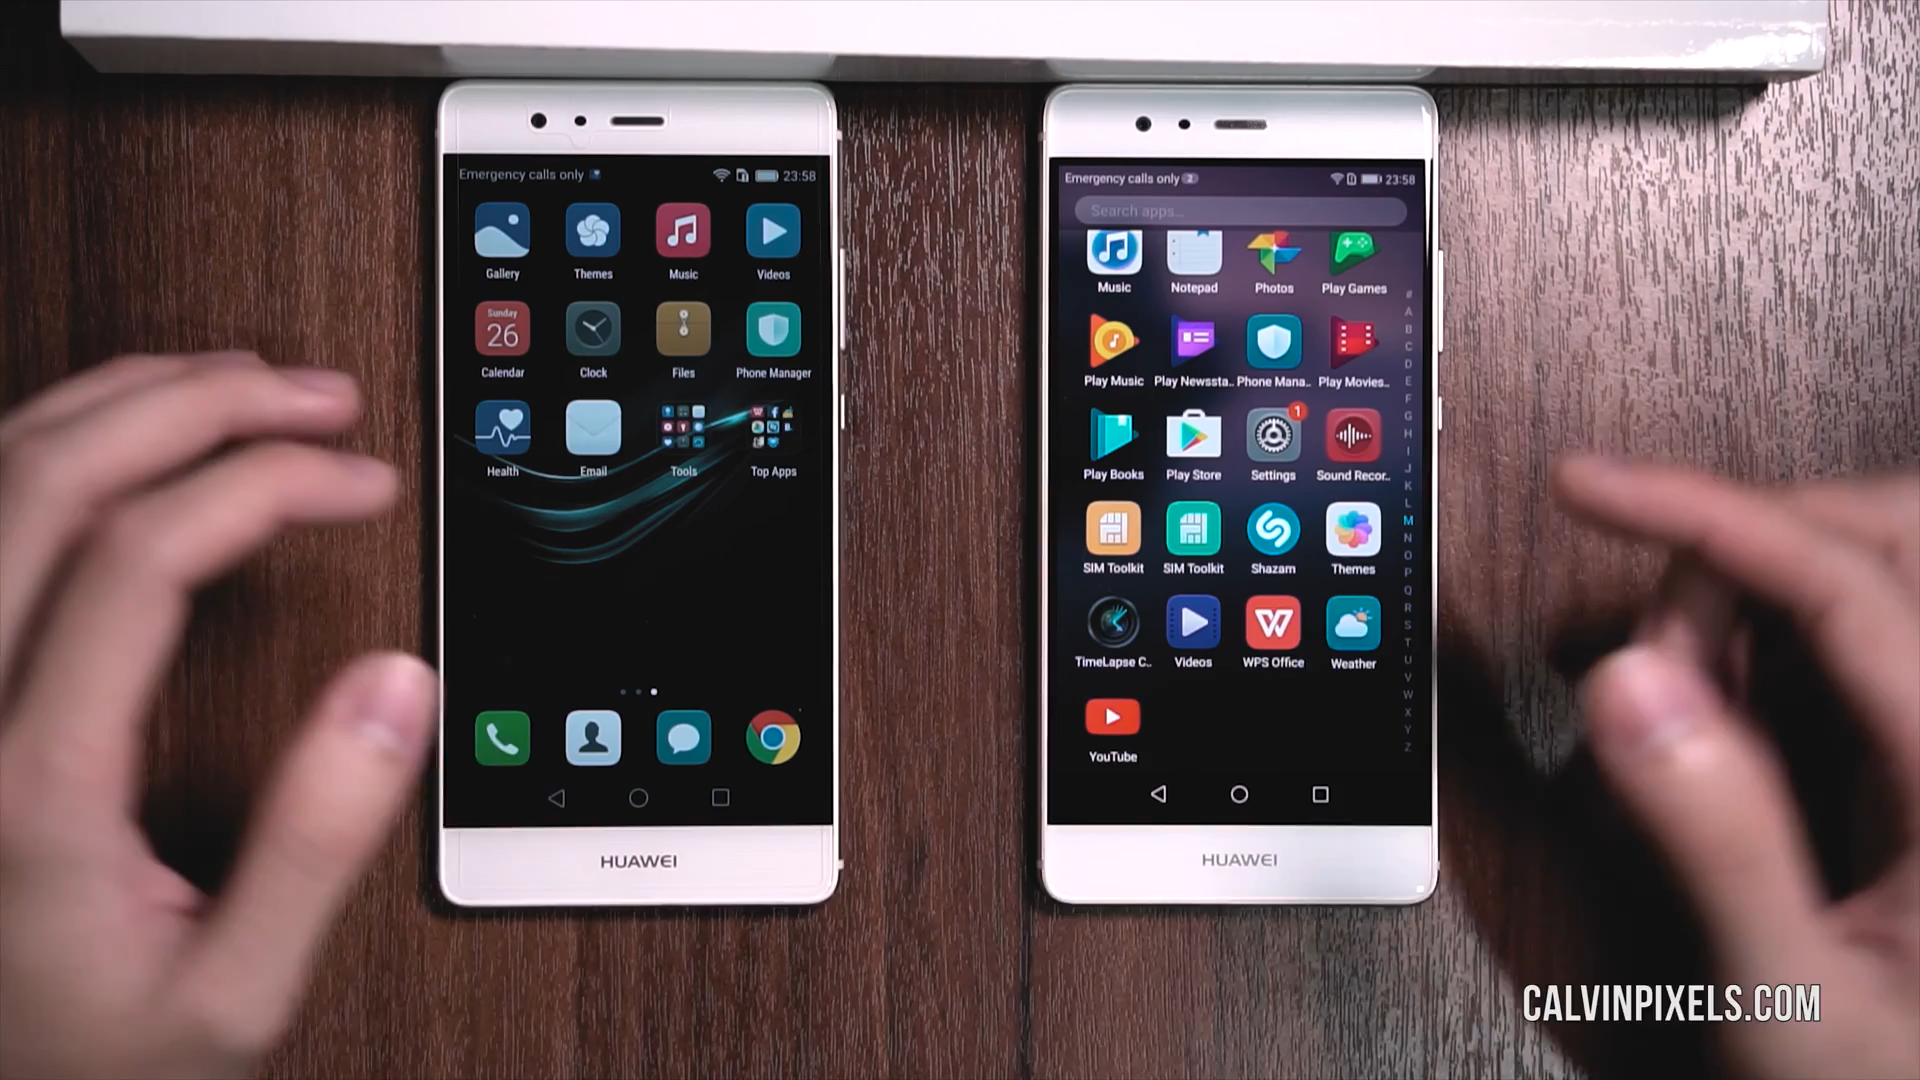 Emergency calls only
23:58
Gallery
Themes
Music
Videos
Sunday
26
Calendar
Clock
Files
Phone Manager
Health
Email
Tools
Top Apps
HUAWEI
Emergency calls only 2
23:58
Search apps...
Music
Notepad
Photos
Play Games
Play Music
Play Newssta..
Phone Mana..
Play Movies..
Play Books
Play Store
1
Settings
Sound Recor..
SIM Toolkit
SIM Toolkit
Shazam
Themes
TimeLapse C..
Videos
W
WPS Office
Weather
YouTube
#
A
B
C
D
E
F
G
H
I
J
K
L
M
N
O
P
Q
R
S
T
U
V
W
X
Y
Z
HUAWEI
CALVINPIXELS.COM